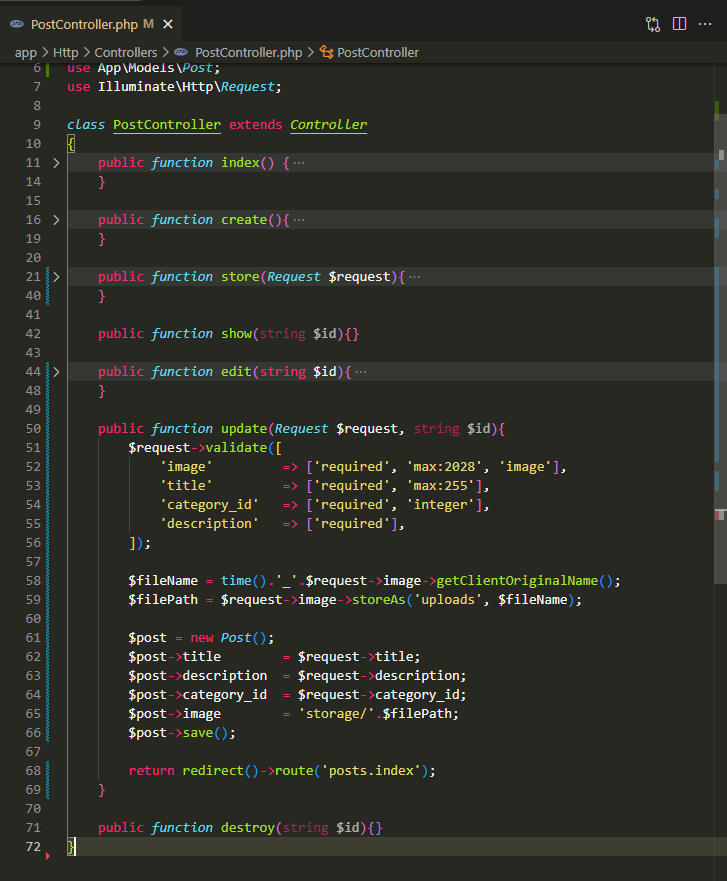 PostController.php M ×
app > Http > Controllers > PostController.php > PostController
6 use App\Models\Post;
7 use Illuminate\Http\Request;
8
9 class PostController extends Controller
10 {
11 public function index() { ···
14 }
15
16 public function create(){ ···
19 }
20
21 public function store(Request $request){ ···
40 }
41
42 public function show(string $id){}
43
44 public function edit(string $id){ ···
48 }
49
50 public function update(Request $request, string $id){
51 $request->validate([
52 'image' => ['required', 'max:2028', 'image'],
53 'title' => ['required', 'max:255'],
54 'category_id' => ['required', 'integer'],
55 'description' => ['required'],
56 ]);
57
58 $fileName = time().'_'.$request->image->getClientOriginalName();
59 $filePath = $request->image->storeAs('uploads', $fileName);
60
61 $post = new Post();
62 $post->title = $request->title;
63 $post->description = $request->description;
64 $post->category_id = $request->category_id;
65 $post->image = 'storage/'.$filePath;
66 $post->save();
67
68 return redirect()->route('posts.index');
69 }
70
71 public function destroy(string $id){}
72 }